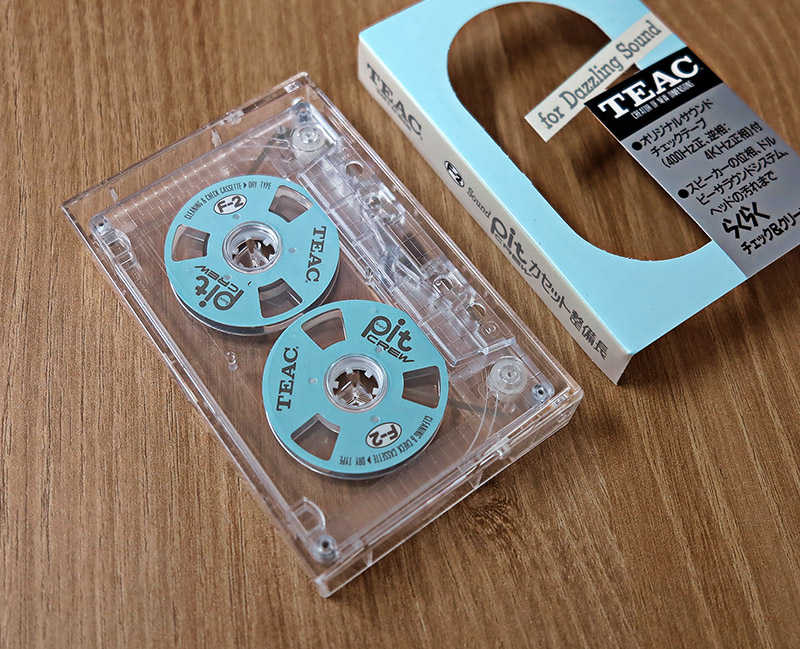 CLEANING & CHECK CASSETTE ▶ DRY TYPE
F-2
TEAC
pit
CREW
pit
CREW
TEAC
F-2
CLEANING & CHECK CASSETTE ▶ DRY TYPE
TEAC
F-2
Sound
pit
CREW
カセット整備長
for Dazzling Sound
TEAC
CREATOR OF NEW DIMENSIONS
●オリジナルサウンド
チェックテープ
(400Hz正、逆相・
4KHz正相)付
●スピーカーの位相、ドル
ビーサラウンドシステム、
ヘッドの汚れまで
らくらく
チェック&クリー